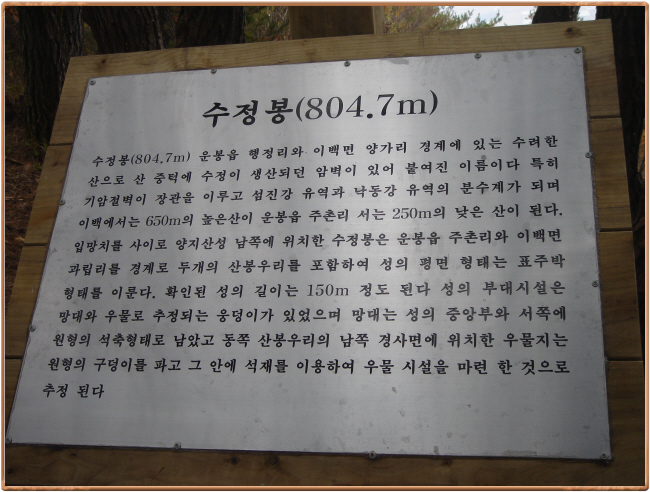 수정봉(804.7m)
수정봉(804.7m) 운봉읍 행정리와 이백면 양가리 경계에 있는 수려한
산으로 산 중턱에 수정이 생산되던 암벽이 있어 붙여진 이름이다 특히
기암절벽이 장관을 이루고 섬진강 유역과 낙동강 유역의 분수계가 되며
이백에서는 650m의 높은산이 운봉읍 주촌리 서는 250m의 낮은 산이 된다.
입망치를 사이로 양지산성 남쪽에 위치한 수정봉은 운봉읍 주촌리와 이백면
과립리를 경계로 두개의 산봉우리를 포함하여 성의 평면 형태는 표주박
형태를 이룬다. 확인된 성의 길이는 150m 정도 된다 성의 부대시설은
망대와 우물로 추정되는 웅덩이가 있었으며 망대는 성의 중앙부와 서쪽에
원형의 석축형태로 남았고 동쪽 산봉우리의 남쪽 경사면에 위치한 우물지는
원형의 구덩이를 파고 그 안에 석재를 이용하여 우물 시설을 마련 한 것으로
추정 된다